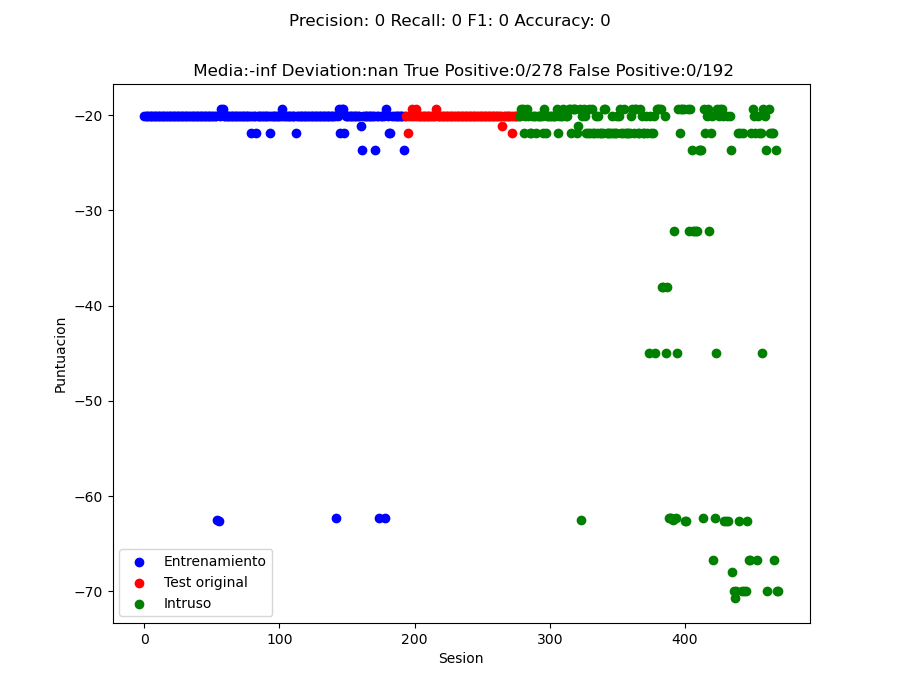 Precision: 0 Recall: 0 F1: 0 Accuracy: 0
Media:-inf Deviation:nan True Positive:0/278 False Positive:0/192
Puntuacion
−20
−30
−40
−50
−60
−70
Entrenamiento
Test original
Intruso
0 100 200 300 400
Sesion